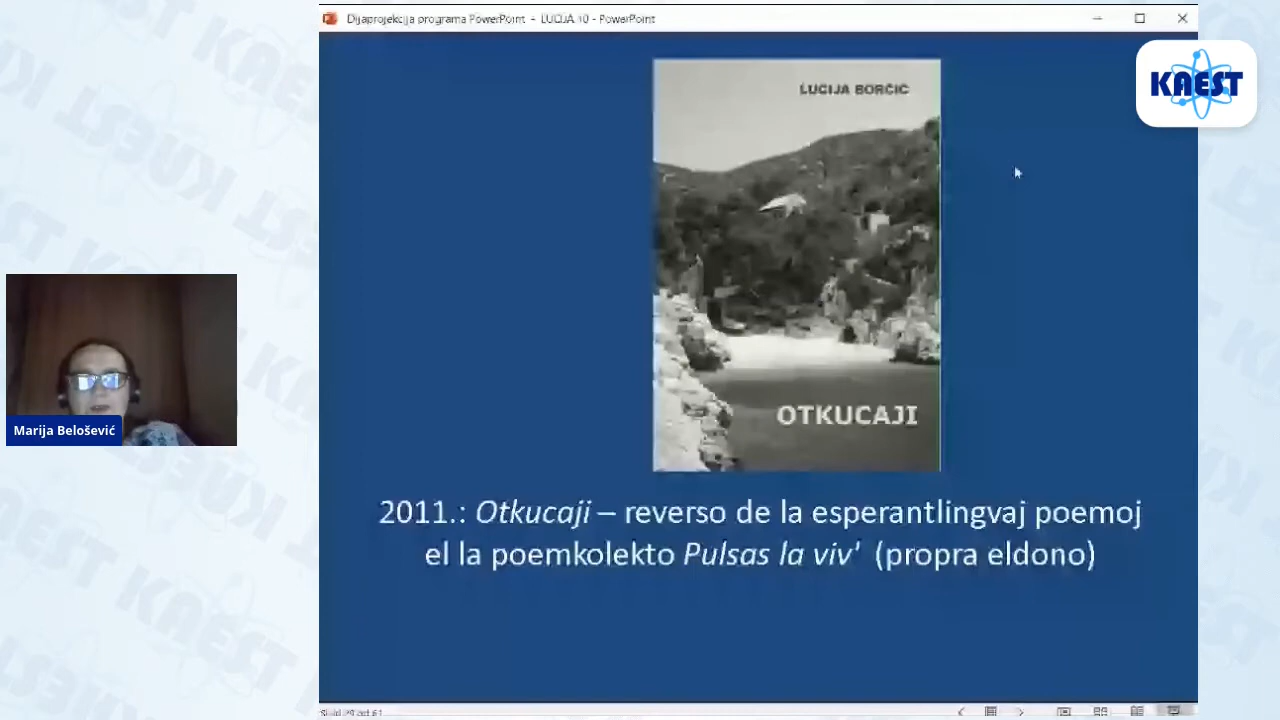 Dijaprojekcija programa PowerPoint - LUCIJA 10 - PowerPoint
KAEST
LUCIJA BORČIĆ
OTKUCAJI
Marija Belošević
2011.: Otkucaji – reverso de la esperantlingvaj poemoj
el la poemkolekto Pulsas la viv' (propra eldono)